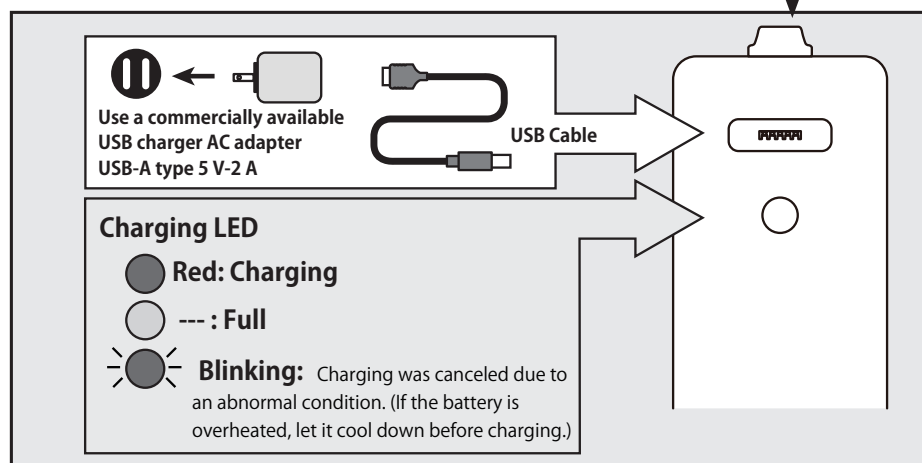 Use a commercially available
USB charger AC adapter
USB-A type 5 V-2 A
USB Cable
Charging LED
Red: Charging
--- : Full
Blinking: Charging was canceled due to
an abnormal condition. (If the battery is
overheated, let it cool down before charging.)